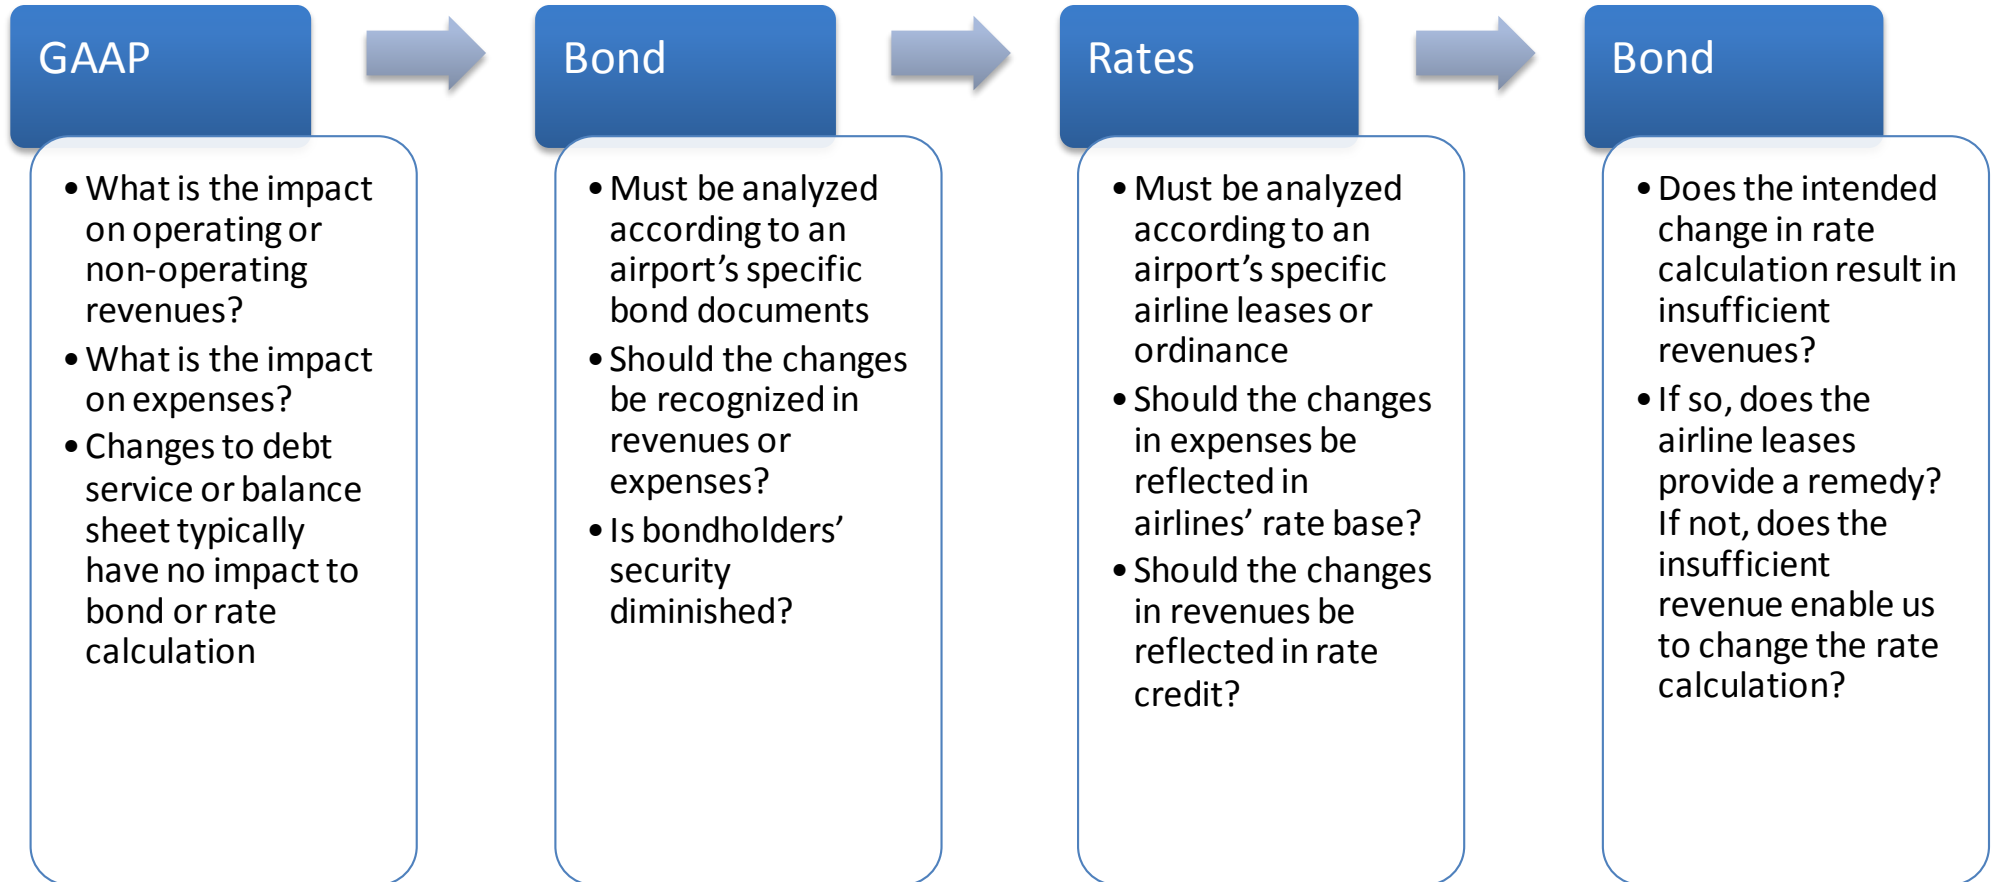 GAAP
• What is the impact
on operating or
non-operating
revenues?
• What is the impact
on expenses?
• Changes to debt
service or balance
sheet typically
have no impact to
bond or rate
calculation
Bond
• Must be analyzed
according to an
airport’s specific
bond documents
• Should the changes
be recognized in
revenues or
expenses?
• Is bondholders’
security
diminished?
Rates
• Must be analyzed
according to an
airport’s specific
airline leases or
ordinance
• Should the changes
in expenses be
reflected in
airlines’ rate base?
• Should the changes
in revenues be
reflected in rate
credit?
Bond
• Does the intended
change in rate
calculation result in
insufficient
revenues?
• If so, does the
airline leases
provide a remedy?
If not, does the
insufficient
revenue enable us
to change the rate
calculation?